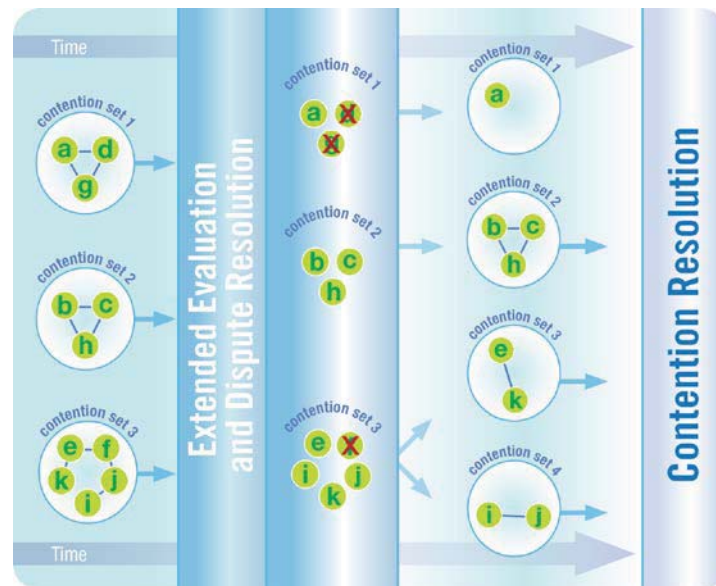 Time
contention set 1
a
d
g
contention set 2
b
c
h
contention set 3
e
f
k
j
i
Time
Extended Evaluation
and Dispute Resolution
contention set 1
a
contention set 2
b
c
h
contention set 3
e
i
j
k
contention set 1
a
contention set 2
b
c
h
contention set 3
e
k
contention set 4
i
j
Contention Resolution